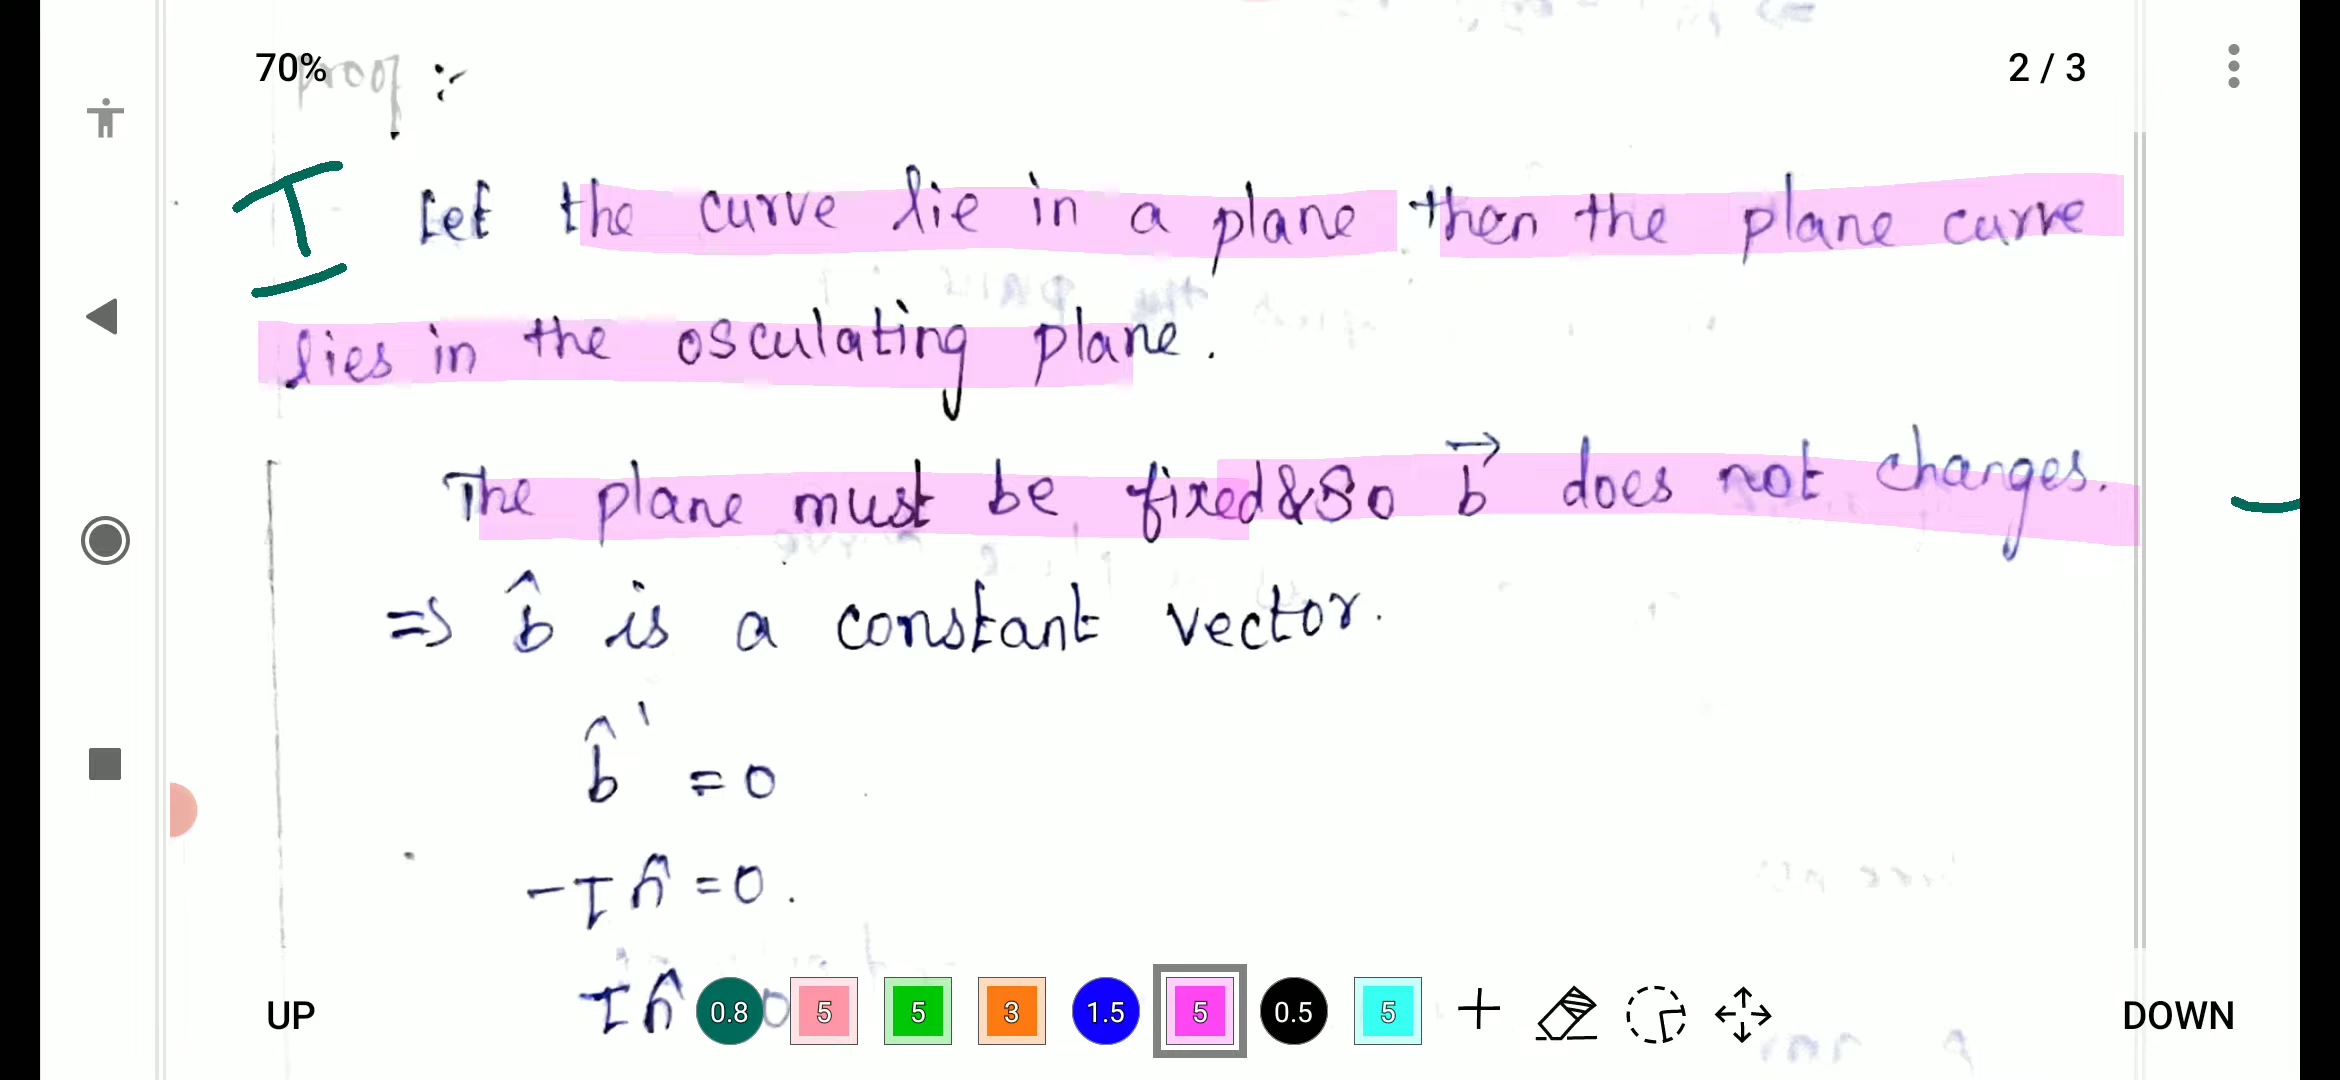 70%
proof :-
2 / 3
I Let the curve lie in a plane then the plane curve
lies in the osculating plane.
The plane must be fixed & so b⃗ does not changes.
⇒ b̂ is a constant vector.
b̂' = 0
-τ n̂ = 0.
τ n̂ 0
UP 0.8 5 5 3 1.5 5 0.5 5 DOWN